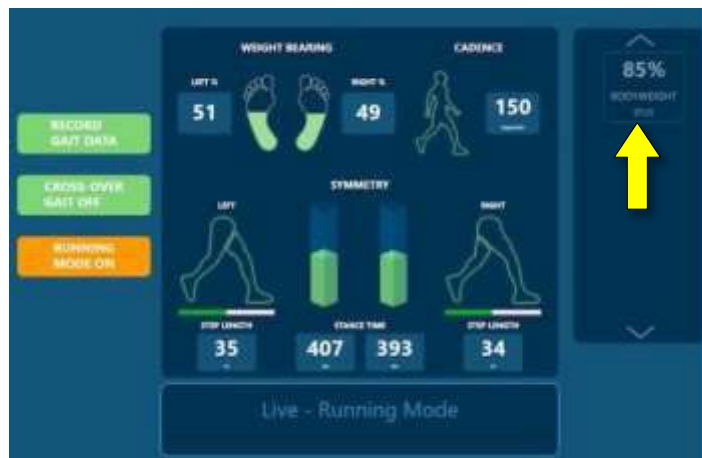 WEIGHT BEARING
CADENCE
LEFT %
RIGHT %
51
49
150
RECORD
GAIT DATA
CROSS-OVER
GAIT OFF
RUNNING
MODE ON
SYMMETRY
LEFT
RIGHT
STEP LENGTH
STANCE TIME
STEP LENGTH
35
407
393
34
Live - Running Mode
85%
BODYWEIGHT